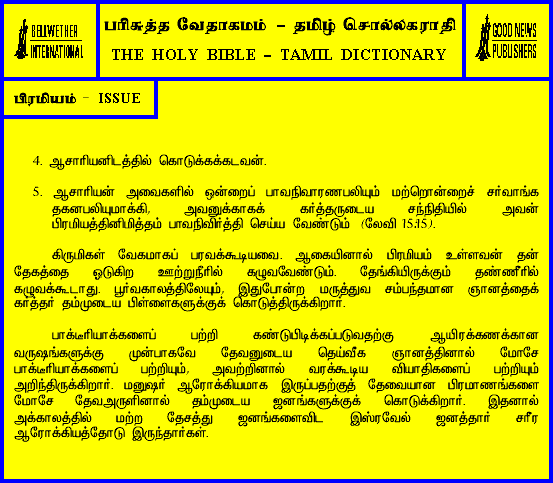 BELLWETHER
INTERNATIONAL
பரிசுத்த வேதாகமம் - தமிழ் சொல்லகராதி
THE HOLY BIBLE - TAMIL DICTIONARY
GOOD NEWS
PUBLISHERS
பிரமியம் - ISSUE
4. ஆசாரியனிடத்தில் கொடுக்கக்கடவன்.
5. ஆசாரியன் அவைகளில் ஒன்றைப் பாவநிவாரணபலியும் மற்றொன்றைச் சர்வாங்க
தகனபலியுமாக்கி, அவனுக்காகக் கர்த்தருடைய சந்நிதியில் அவன்
பிரமியத்தினிமித்தம் பாவநிவிர்த்தி செய்ய வேண்டும் (லேவி 15:15).
கிருமிகள் வேகமாகப் பரவக்கூடியவை. ஆகையினால் பிரமியம் உள்ளவன் தன்
தேகத்தை ஓடுகிற ஊற்றுநீரில் கழுவவேண்டும். தேங்கியிருக்கும் தண்ணீரில்
கழுவக்கூடாது. பூர்வகாலத்திலேயும், இதுபோன்ற மருத்துவ சம்பந்தமான ஞானத்தைக்
கர்த்தர் தம்முடைய பிள்ளைகளுக்குக் கொடுத்திருக்கிறார்.
பாக்டீரியாக்களைப் பற்றி கண்டுபிடிக்கப்படுவதற்கு ஆயிரக்கணக்கான
வருஷங்களுக்கு முன்பாகவே தேவனுடைய தெய்வீக ஞானத்தினால் மோசே
பாக்டீரியாக்களைப் பற்றியும், அவற்றினால் வரக்கூடிய வியாதிகளைப் பற்றியும்
அறிந்திருக்கிறார். மனுஷர் ஆரோக்கியமாக இருப்பதற்குத் தேவையான பிரமாணங்களை
மோசே தேவஅருளினால் தம்முடைய ஜனங்களுக்குக் கொடுக்கிறார். இதனால்
அக்காலத்தில் மற்ற தேசத்து ஜனங்களைவிட இஸ்ரவேல் ஜனத்தார் சரீர
ஆரோக்கியத்தோடு இருந்தார்கள்.